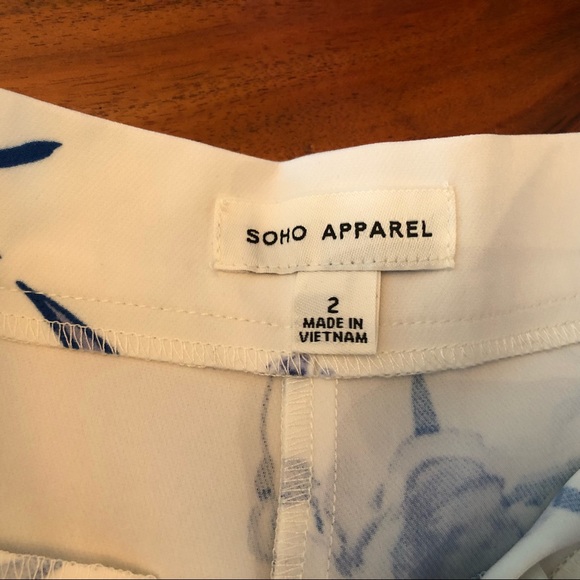 SOHO APPAREL
2
MADE IN
VIETNAM